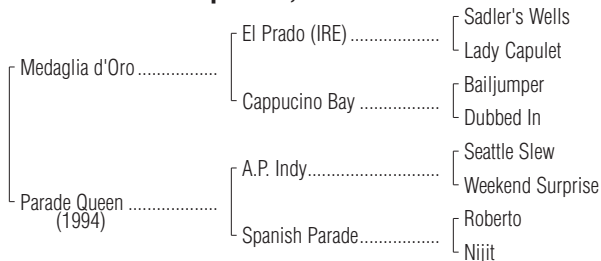 Sadler's Wells
El Prado (IRE)
Lady Capulet
Medaglia d'Oro
Bailjumper
Cappucino Bay
Dubbed In
Seattle Slew
A.P. Indy
Weekend Surprise
Parade Queen
(1994)
Roberto
Spanish Parade
Nijit